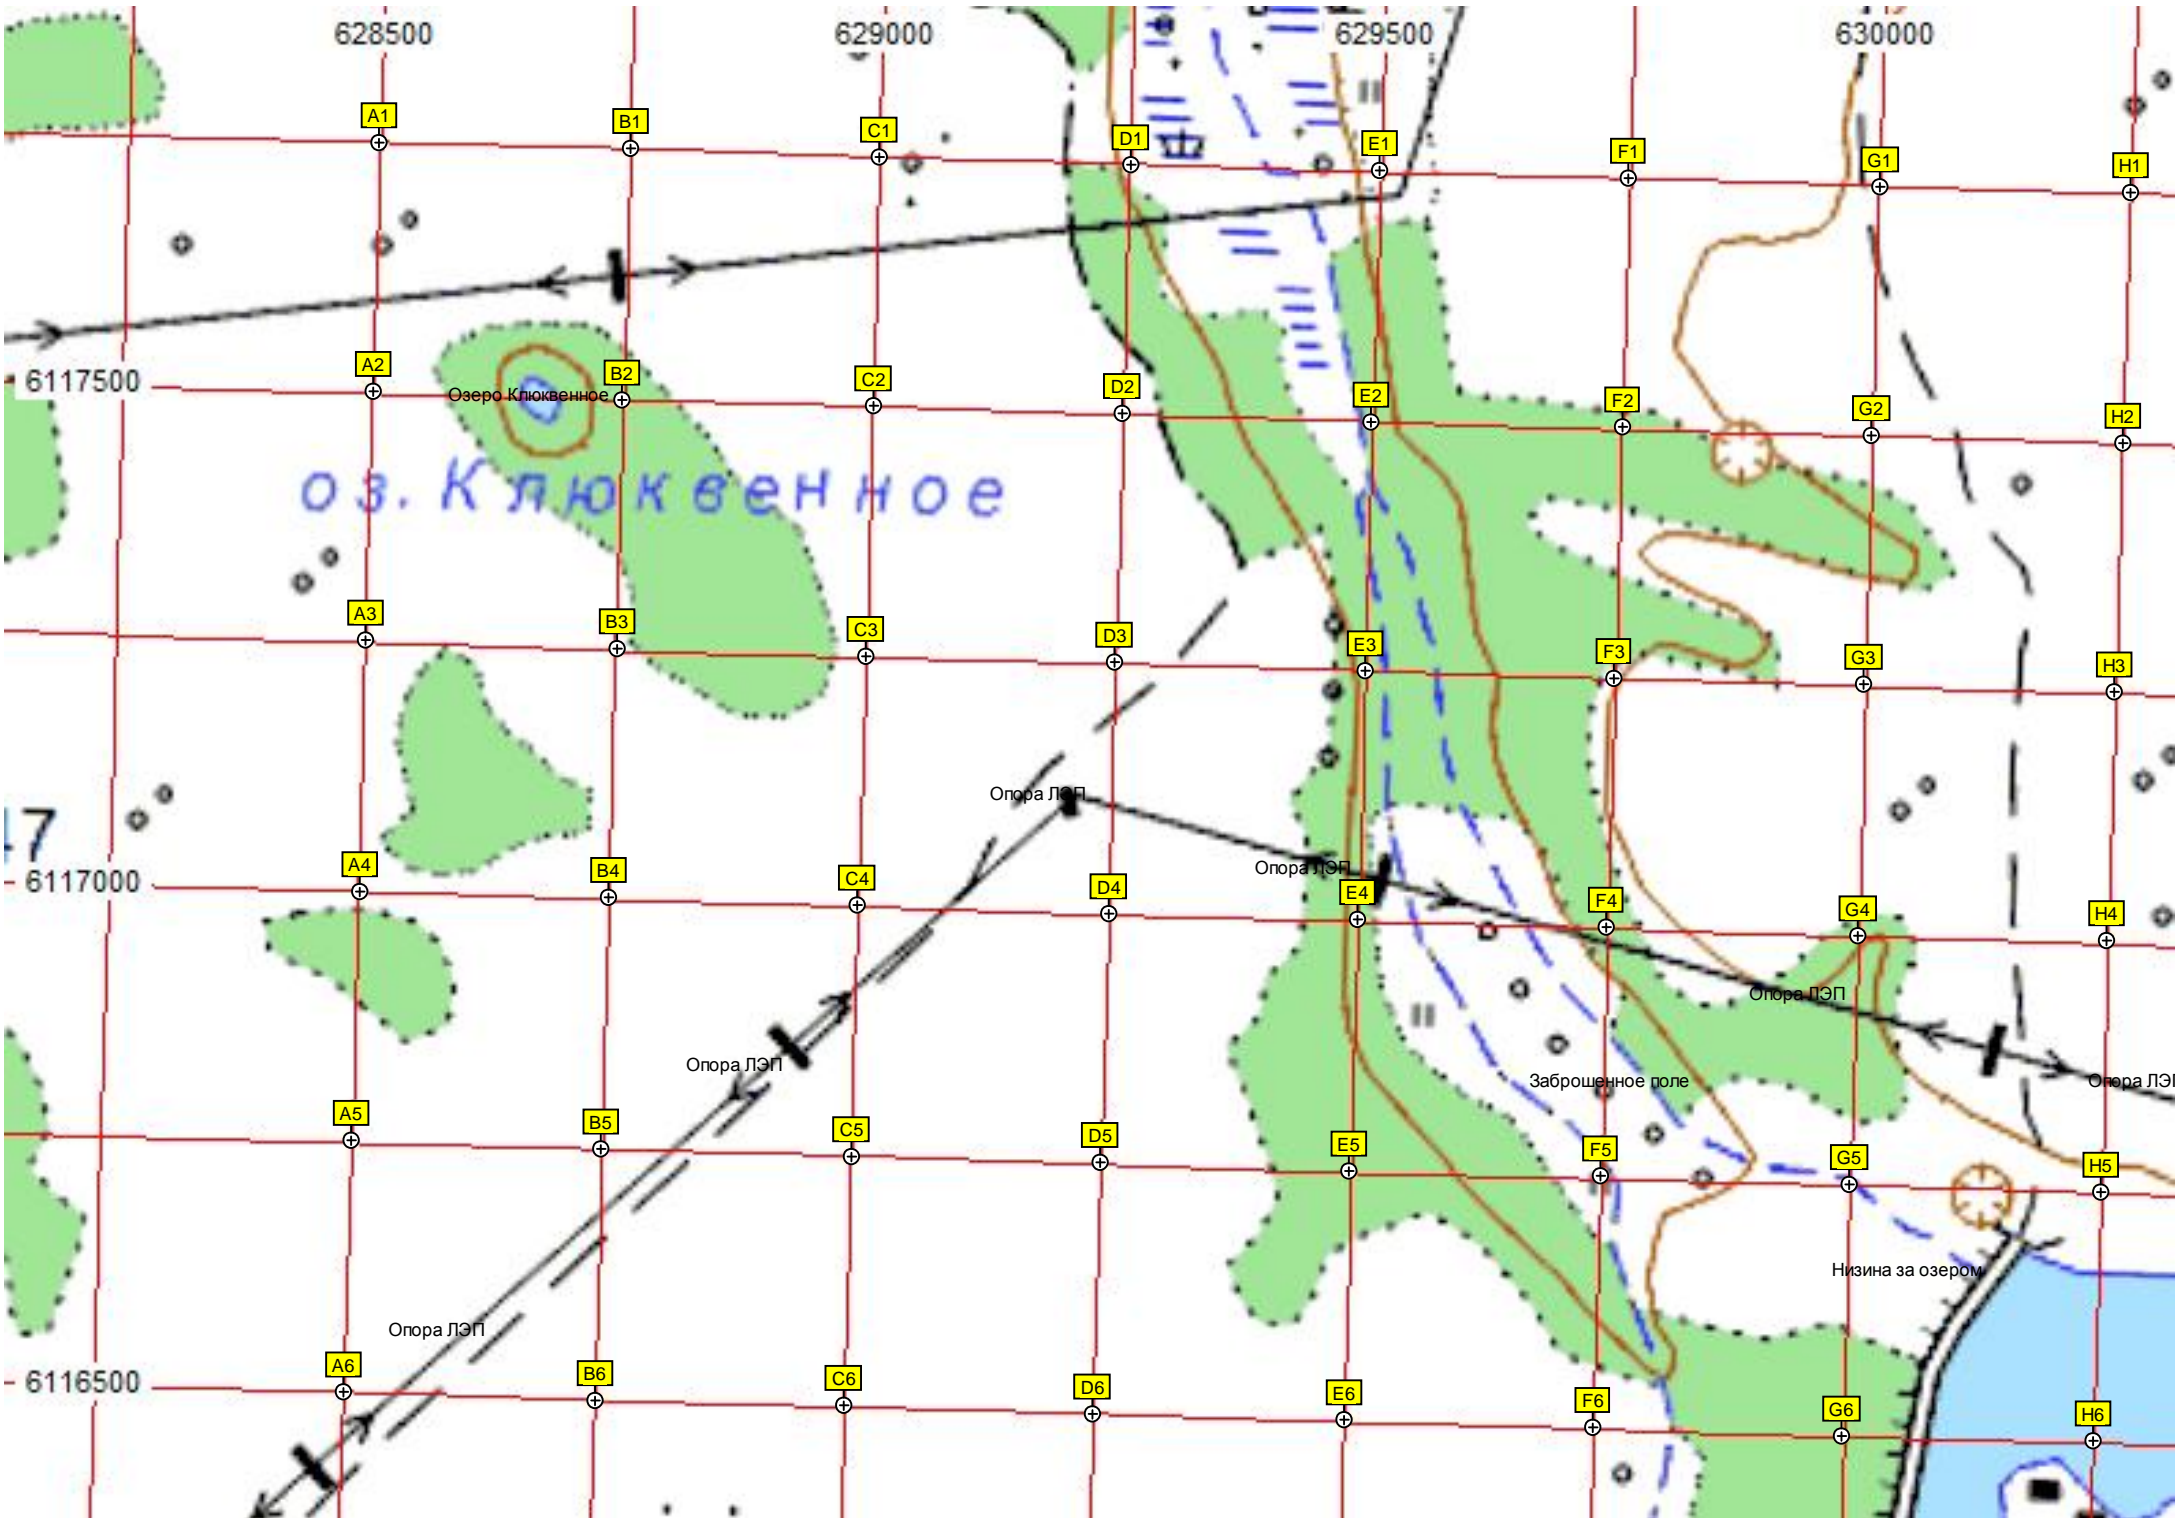 628500 629000 629500 630000
A1 B1 C1 D1 E1 F1 G1 H1
A2 B2 C2 D2 E2 F2 G2 H2
6117500
Озеро Клюквенное
оз. Клюквенное
A3 B3 C3 D3 E3 F3 G3 H3
Опора ЛЭП
47
Опора ЛЭП
A4 B4 C4 D4 E4 F4 G4 H4
6117000
Опора ЛЭП
Опора ЛЭП
Заброшенное поле
Опора ЛЭП
A5 B5 C5 D5 E5 F5 G5 H5
Низина за озером
Опора ЛЭП
A6 B6 C6 D6 E6 F6 G6 H6
6116500